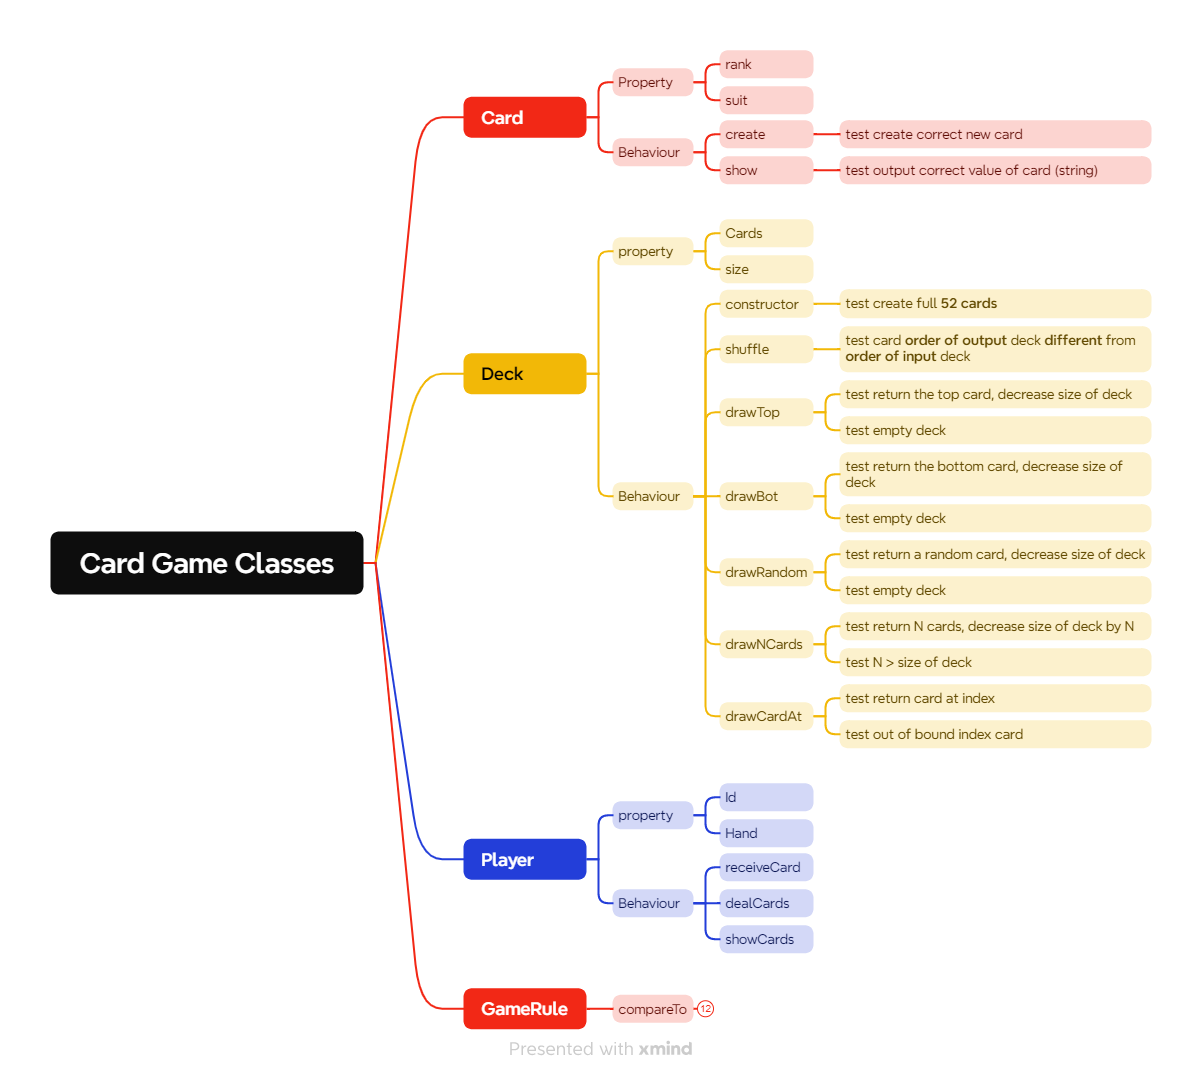 Card Game Classes
Card
Property
rank
suit
Behaviour
create
test create correct new card
show
test output correct value of card (string)
Deck
property
Cards
size
Behaviour
constructor
test create full 52 cards
shuffle
test card order of output deck different from
order of input deck
drawTop
test return the top card, decrease size of deck
test empty deck
drawBot
test return the bottom card, decrease size of
deck
test empty deck
drawRandom
test return a random card, decrease size of deck
test empty deck
drawNCards
test return N cards, decrease size of deck by N
test N > size of deck
drawCardAt
test return card at index
test out of bound index card
Player
property
Id
Hand
Behaviour
receiveCard
dealCards
showCards
GameRule
compareTo
12
Presented with xmind